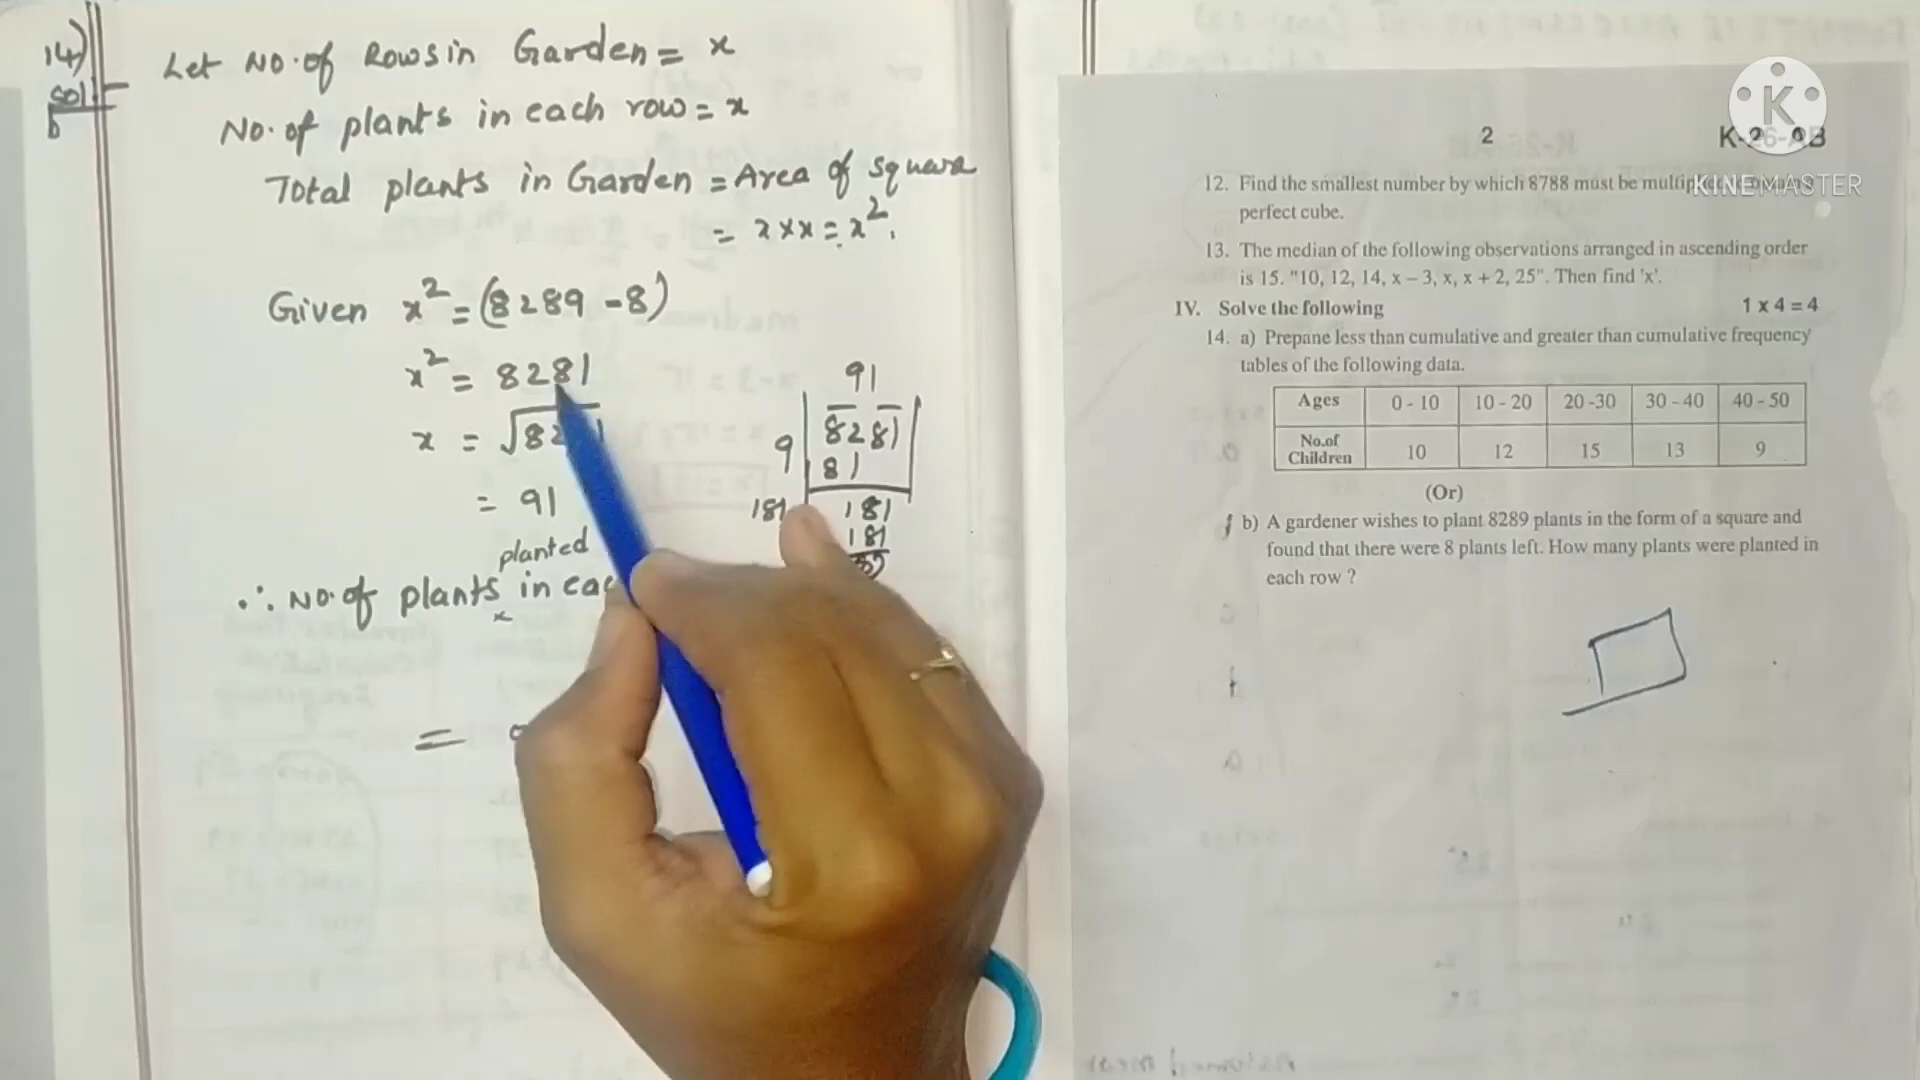 14)
Sol:-
b
Let No. of Rows in Garden = x
No. of plants in each row = x
Total plants in Garden = Area of square
= x×x = x².
Given x² = (8289 - 8)
x² = 8281
x = √82
= 91
planted
∴ No. of plants in eac
x
=
91
9 8281
81
181 181
181
K
2 K-26-AB
KINEMASTER
12. Find the smallest number by which 8788 must be
perfect cube.
13. The median of the following observations arranged in ascending order
is 15. "10, 12, 14, x – 3, x, x + 2, 25". Then find 'x'.
IV. Solve the following 1 x 4 = 4
14. a) Prepane less than cumulative and greater than cumulative frequency
tables of the following data.
Ages 0 - 10 10 - 20 20 -30 30 - 40 40 - 50
No.of
Children 10 12 15 13 9
(Or)
b) A gardener wishes to plant 8289 plants in the form of a square and
found that there were 8 plants left. How many plants were planted in
each row ?